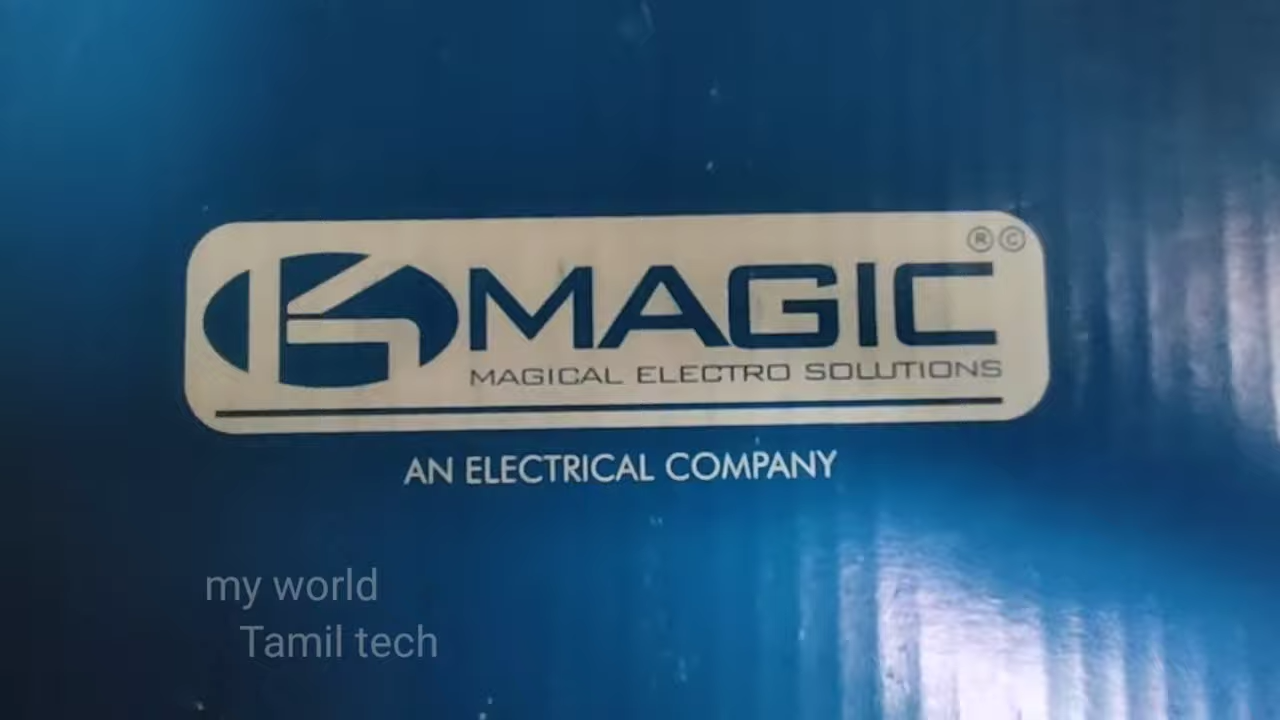 ®©
K MAGIC
MAGICAL ELECTRO SOLUTIONS
AN ELECTRICAL COMPANY
my world
Tamil tech